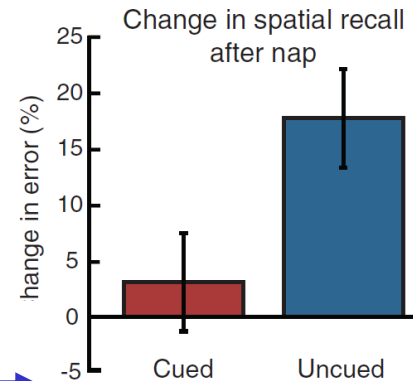 Change in spatial recall
after nap
hange in error (%)
25
20
15
10
5
0
-5
Cued Uncued